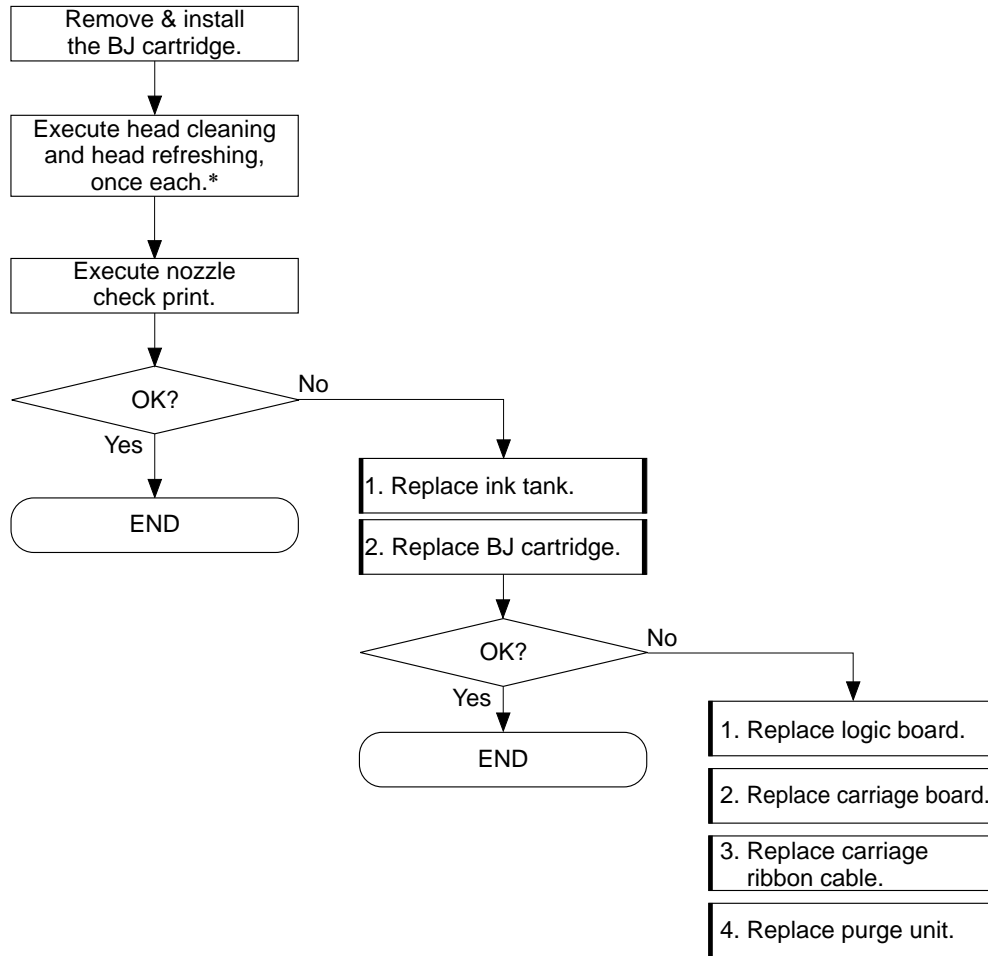 Remove & install
the BJ cartridge.
Execute head cleaning
and head refreshing,
once each.*
Execute nozzle
check print.
OK?
No
Yes
END
1. Replace ink tank.
2. Replace BJ cartridge.
OK?
No
Yes
END
1. Replace logic board.
2. Replace carriage board.
3. Replace carriage
ribbon cable.
4. Replace purge unit.